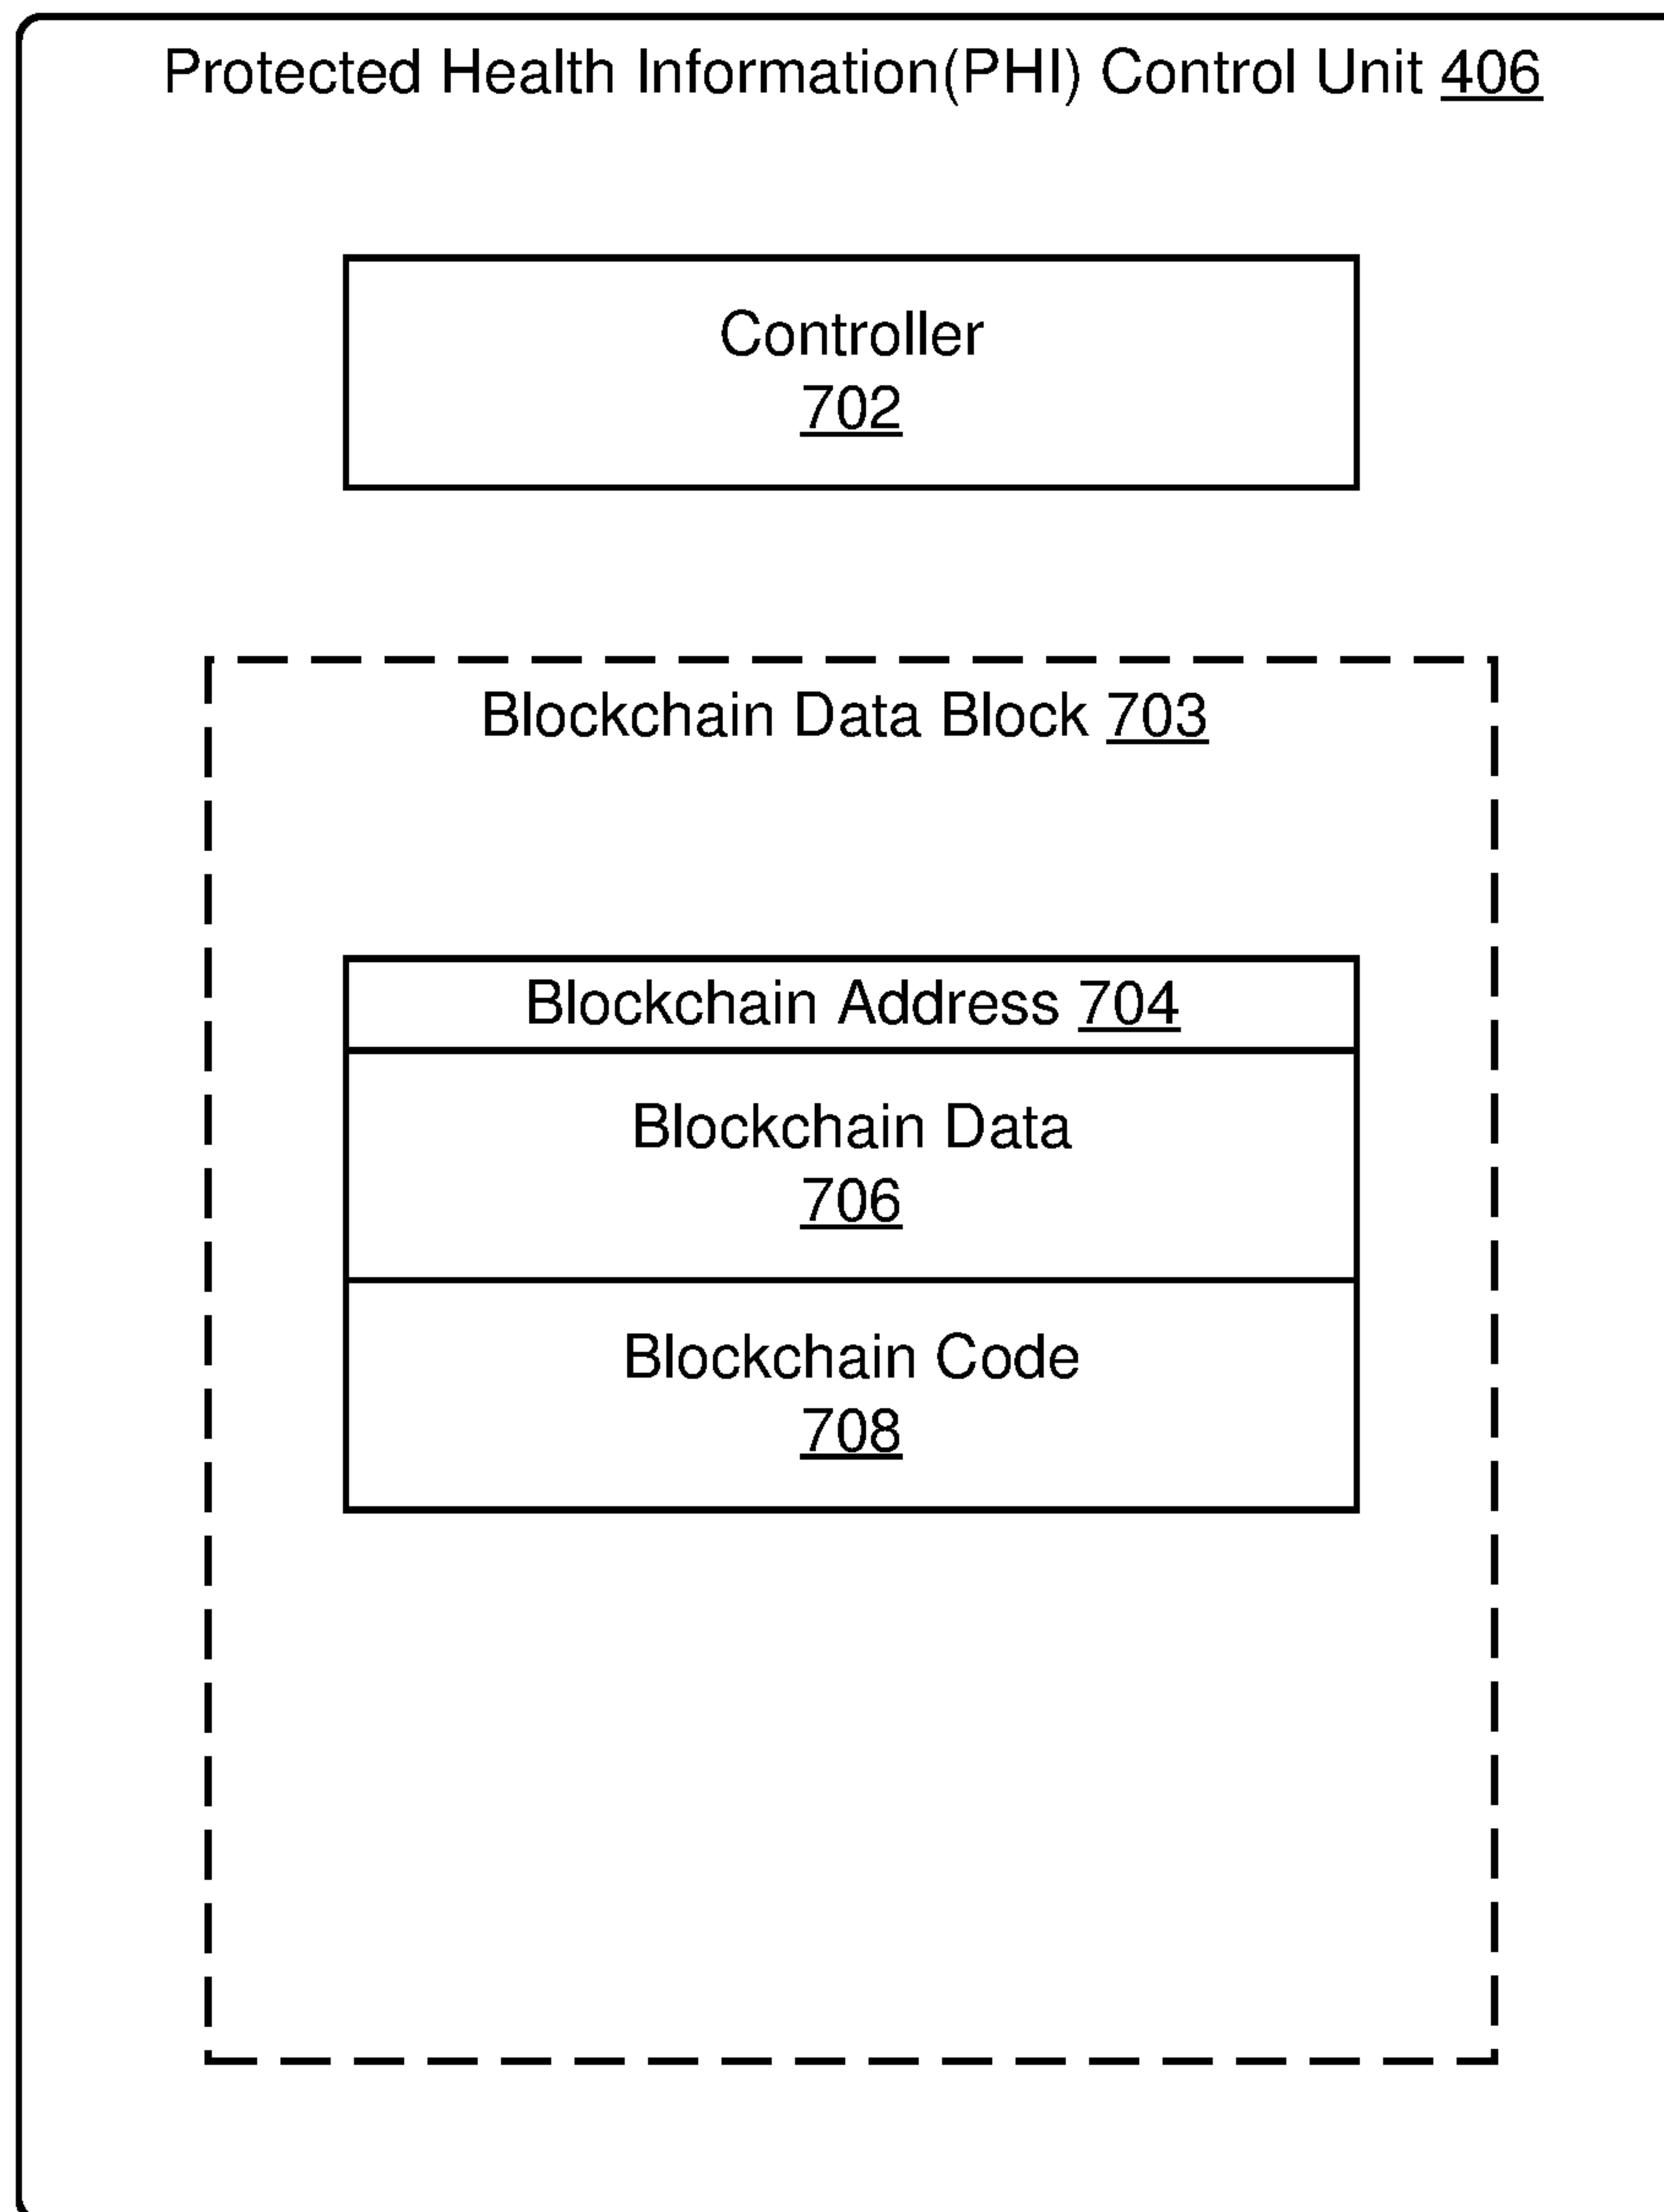 Protected Health Information(PHI) Control Unit 406
Controller
702
Blockchain Data Block 703
Blockchain Address 704
Blockchain Data
706
Blockchain Code
708